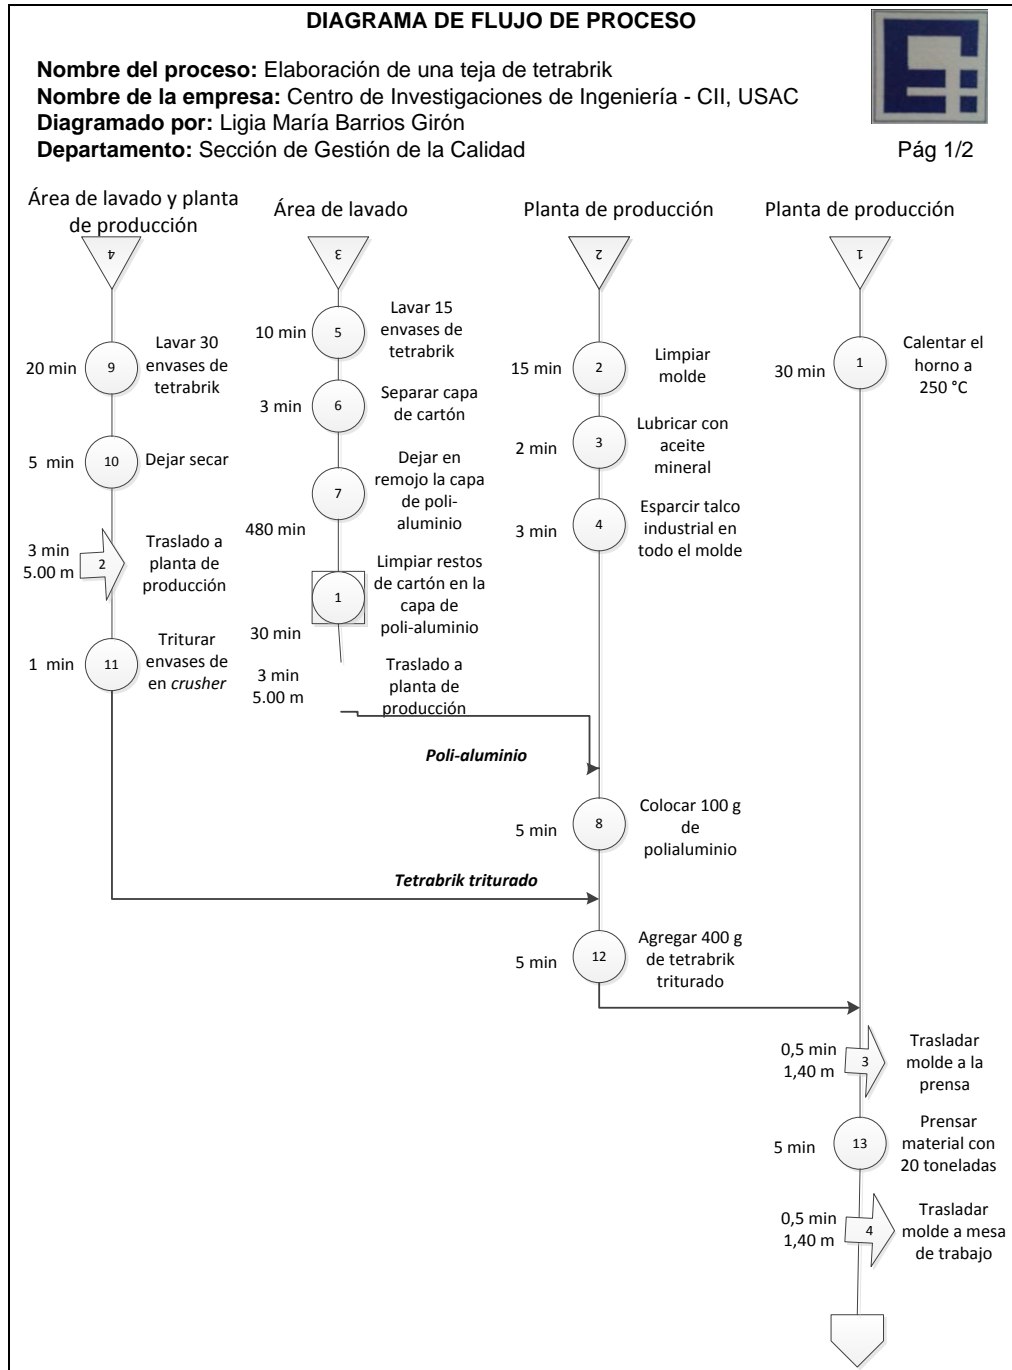 DIAGRAMA DE FLUJO DE PROCESO
Nombre del proceso: Elaboración de una teja de tetrabrik
Nombre de la empresa: Centro de Investigaciones de Ingeniería - CII, USAC
Diagramado por: Ligia María Barrios Girón
Departamento: Sección de Gestión de la Calidad
Pág 1/2
Área de lavado y planta
de producción
4
20 min
9
Lavar 30
envases de
tetrabrik
5 min
10
Dejar secar
3 min
5.00 m
2
Traslado a
planta de
producción
1 min
11
Triturar
envases de
en crusher
Área de lavado
3
10 min
5
Lavar 15
envases de
tetrabrik
3 min
6
Separar capa
de cartón
7
Dejar en
remojo la capa
de poli-
aluminio
480 min
1
Limpiar restos
de cartón en la
capa de
poli-aluminio
30 min
3 min
5.00 m
Traslado a
planta de
producción
Poli-aluminio
Tetrabrik triturado
Planta de producción
2
15 min
2
Limpiar
molde
2 min
3
Lubricar con
aceite
mineral
3 min
4
Esparcir talco
industrial en
todo el molde
5 min
8
Colocar 100 g
de
polialuminio
5 min
12
Agregar 400 g
de tetrabrik
triturado
Planta de producción
1
30 min
1
Calentar el
horno a
250 °C
0,5 min
1,40 m
3
Trasladar
molde a la
prensa
5 min
13
Prensar
material con
20 toneladas
0,5 min
1,40 m
4
Trasladar
molde a mesa
de trabajo